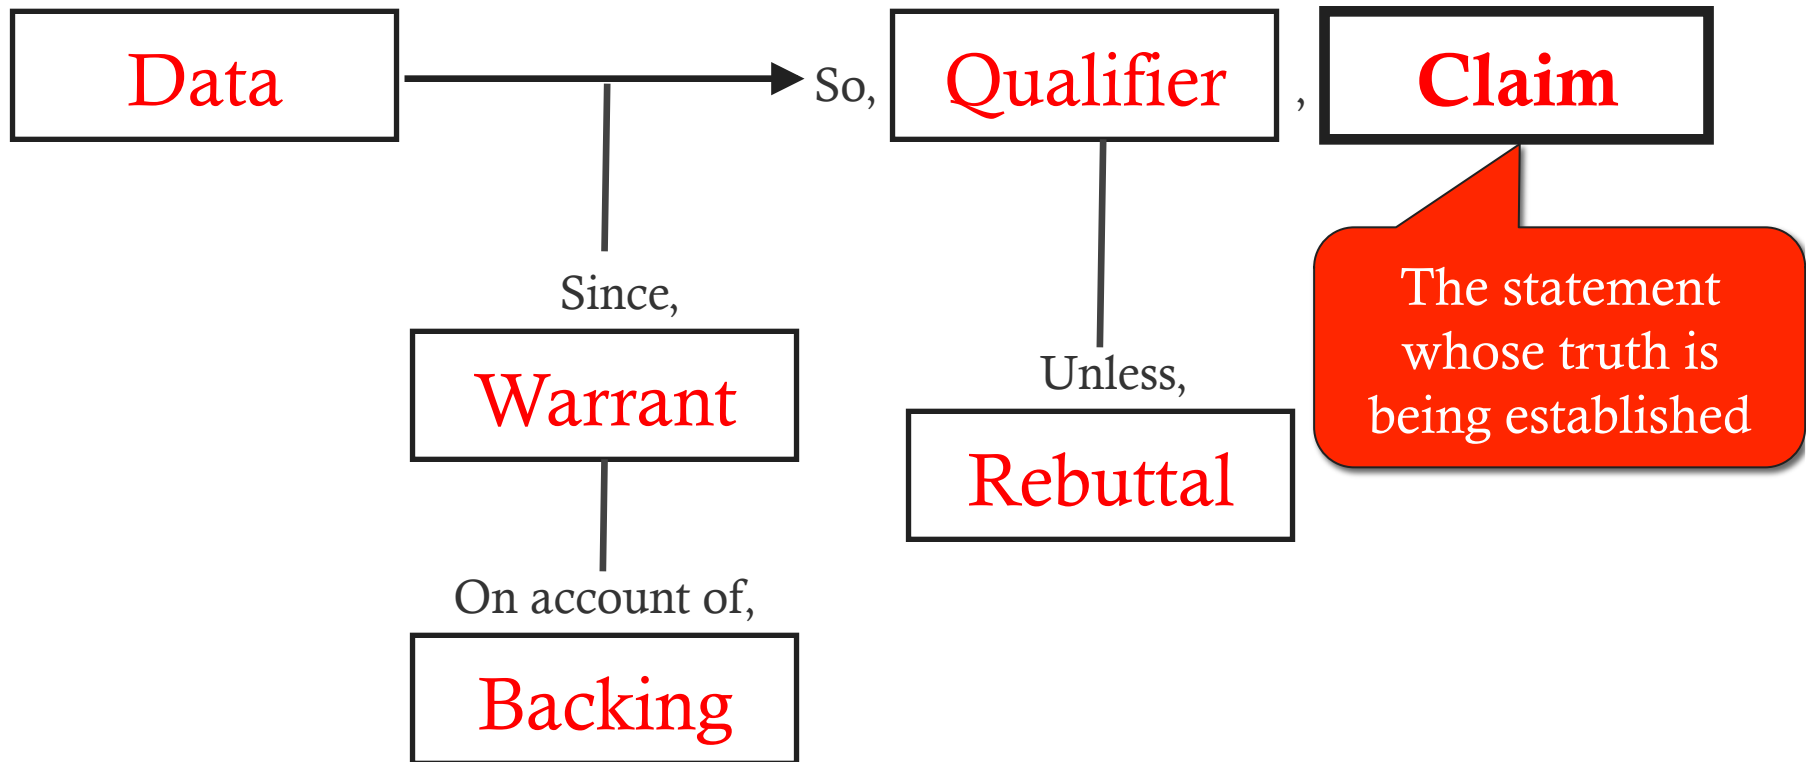 Data
So,
Qualifier
,
Claim
Since,
Warrant
Unless,
Rebuttal
The statement
whose truth is
being established
On account of,
Backing